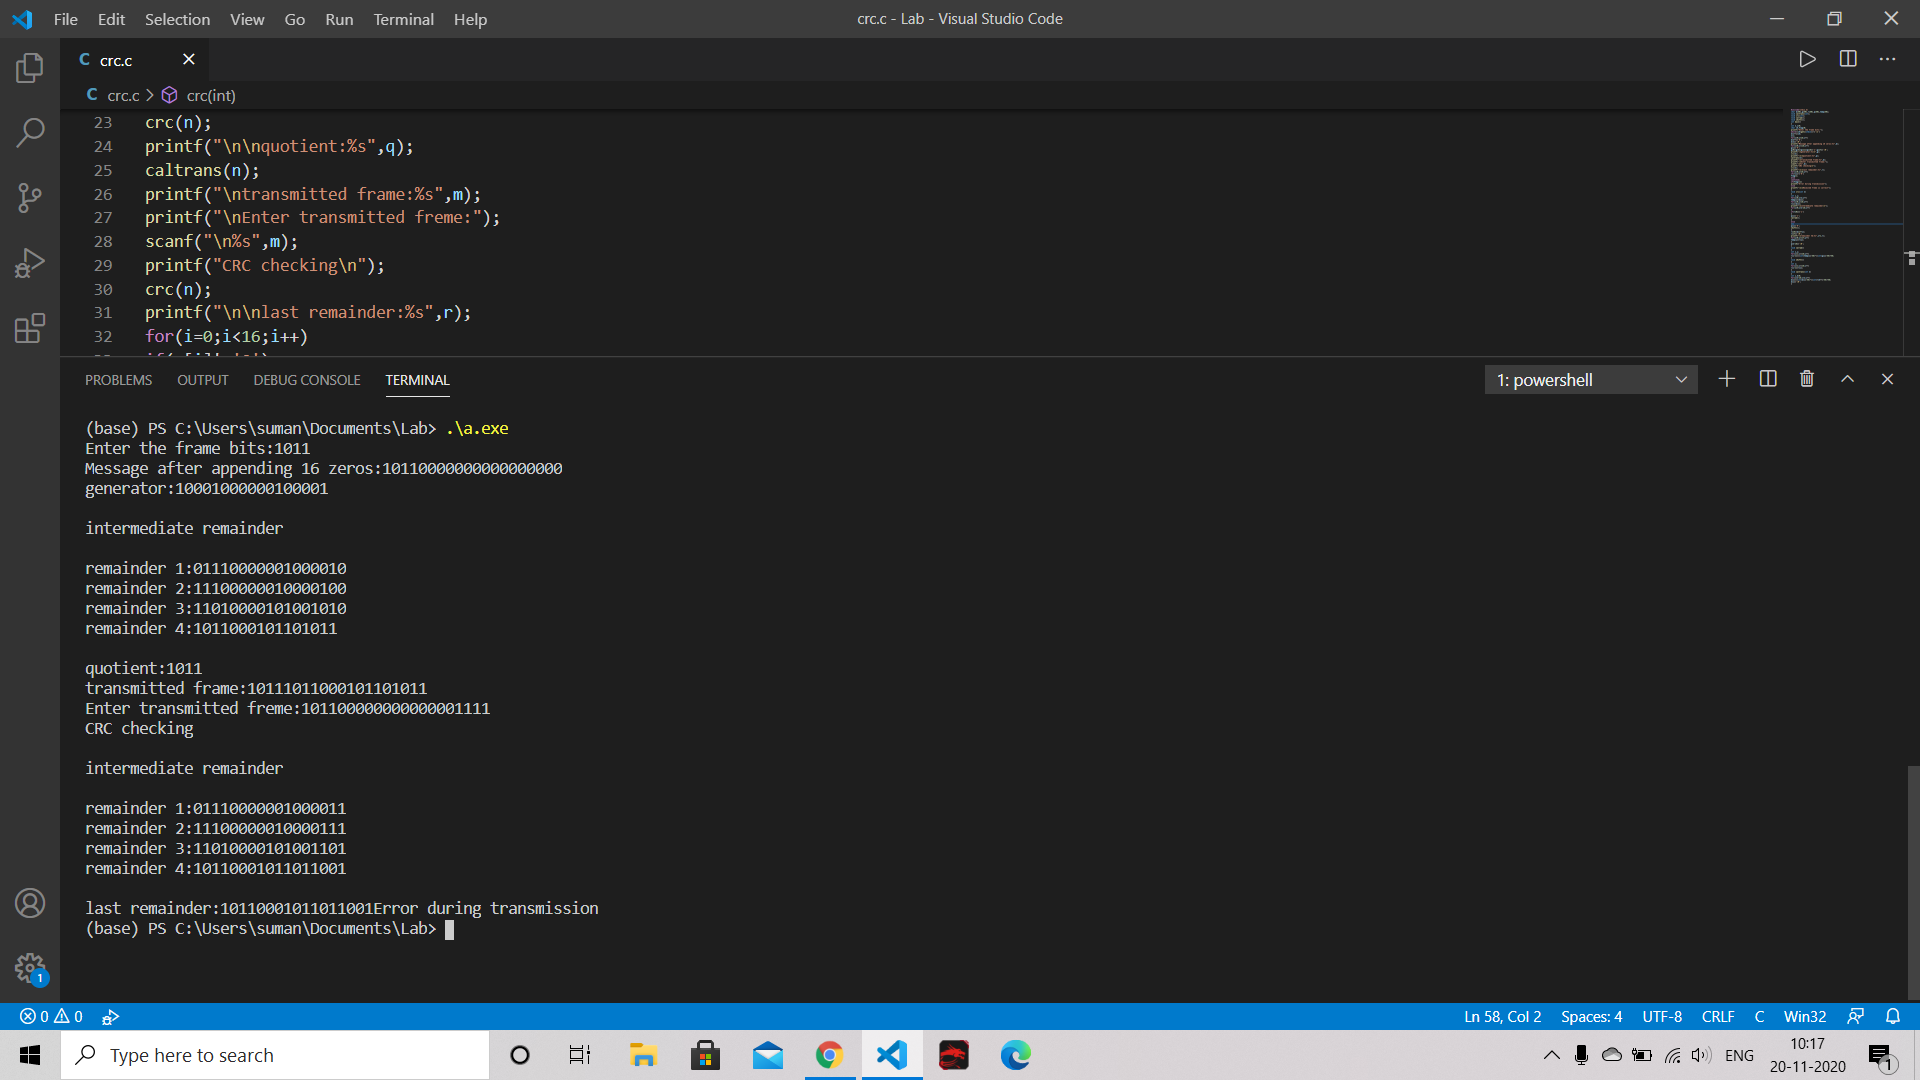 File Edit Selection View Go Run Terminal Help
crc.c - Lab - Visual Studio Code
C crc.c
C crc.c > crc(int)
23 crc(n);
24 printf("\n\nquotient:%s",q);
25 caltrans(n);
26 printf("\ntransmitted frame:%s",m);
27 printf("\nEnter transmitted freme:");
28 scanf("\n%s",m);
29 printf("CRC checking\n");
30 crc(n);
31 printf("\n\nlast remainder:%s",r);
32 for(i=0;i<16;i++)
PROBLEMS OUTPUT DEBUG CONSOLE TERMINAL
1: powershell
(base) PS C:\Users\suman\Documents\Lab> .\a.exe
Enter the frame bits:1011
Message after appending 16 zeros:10110000000000000000
generator:10001000000100001
intermediate remainder
remainder 1:01110000001000010
remainder 2:11100000010000100
remainder 3:11010000101001010
remainder 4:1011000101101011
quotient:1011
transmitted frame:10111011000101101011
Enter transmitted freme:101100000000000001111
CRC checking
intermediate remainder
remainder 1:01110000001000011
remainder 2:11100000010000111
remainder 3:11010000101001101
remainder 4:10110001011011001
last remainder:10110001011011001Error during transmission
(base) PS C:\Users\suman\Documents\Lab>
1
0 0
Ln 58, Col 2 Spaces: 4 UTF-8 CRLF C Win32
Type here to search
ENG
10:17
20-11-2020
1